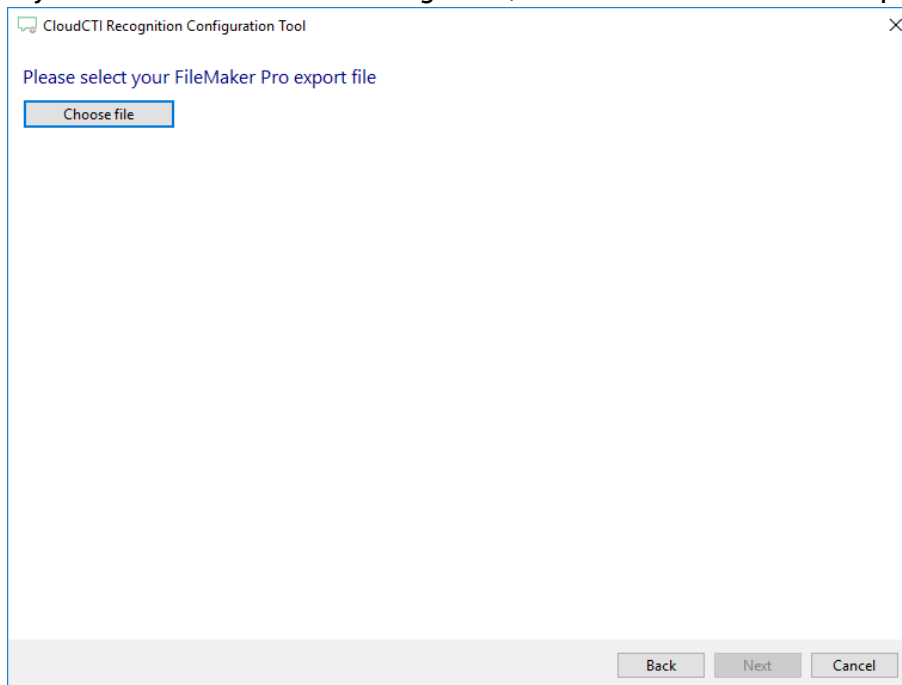 CloudCTI Recognition Configuration Tool
Please select your FileMaker Pro export file
Choose file
Back Next Cancel